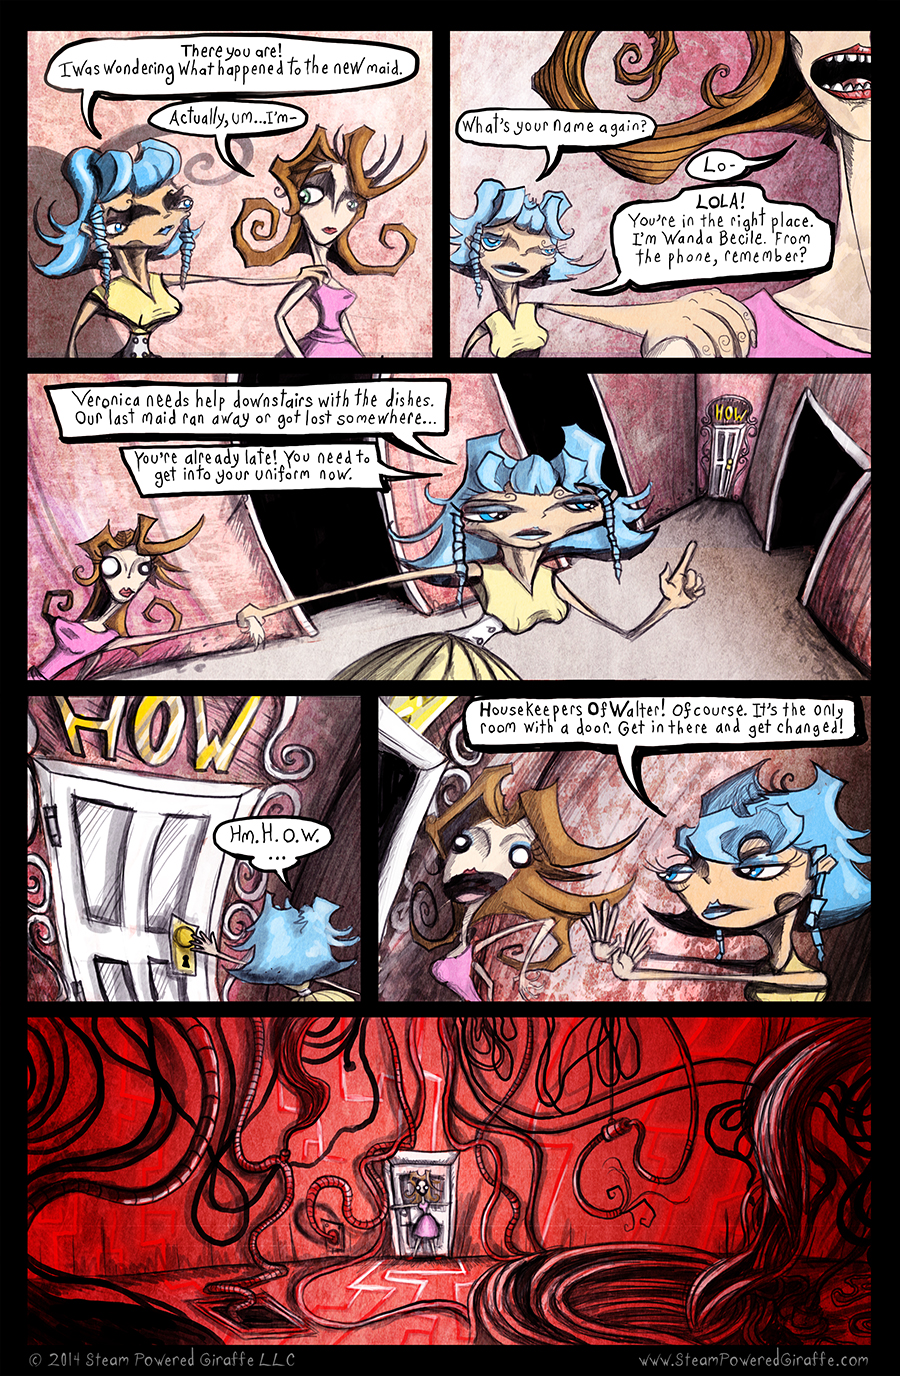 There you are!
I was wondering what happened to the new maid.
Actually, um...I'm-
What's your name again?
Lo-
LOLA!
You're in the right place.
I'm Wanda Becile. From
the phone, remember?
Veronica needs help downstairs with the dishes.
Our last maid ran away or got lost somewhere...
You're already late! You need to
get into your uniform now.
HOW
HOW
Hm. H.O.W.
...
Housekeepers Of Walter! Of course. It's the only
room with a door. Get in there and get changed!
© 2014 Steam Powered Giraffe LLC
www.SteamPoweredGiraffe.com